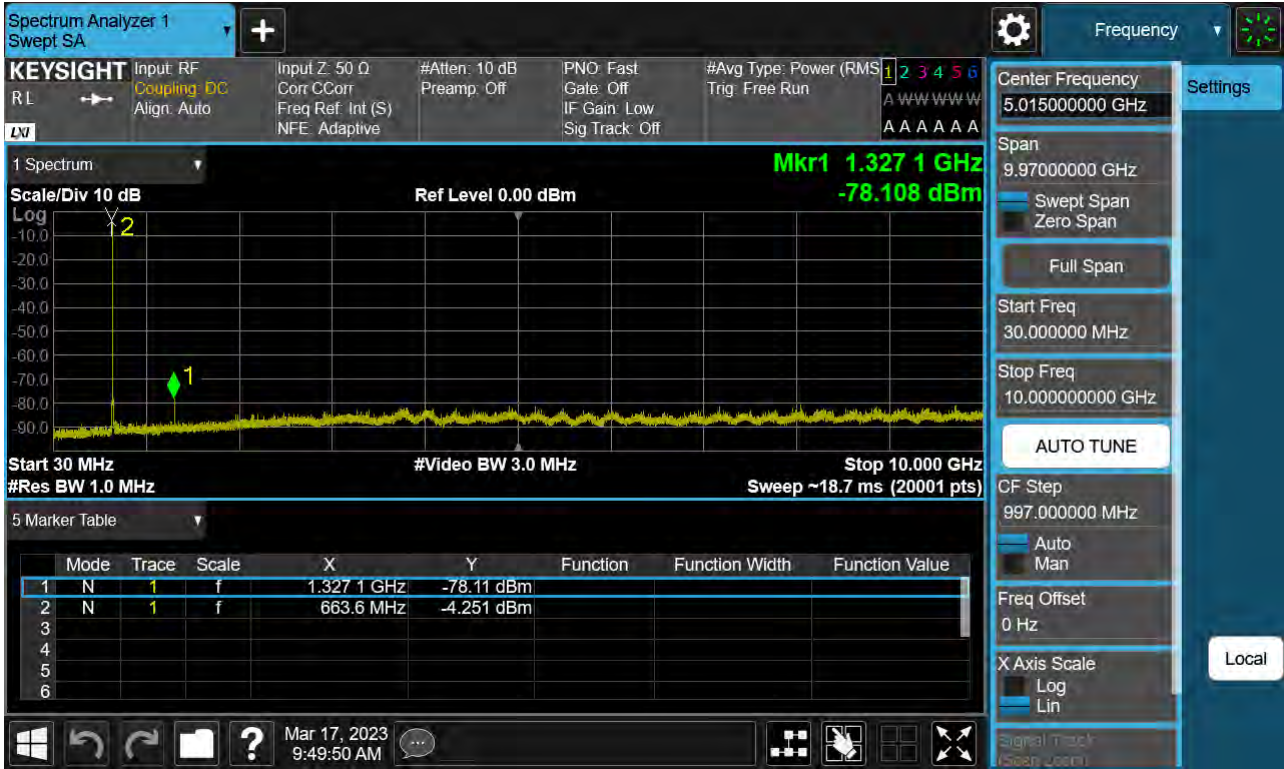 Spectrum Analyzer 1
Swept SA
+
Frequency
KEYSIGHT
R L
LXI
Input: RF
Coupling: DC
Align: Auto
Input Z: 50 Ω
Corr CCorr
Freq Ref: Int (S)
NFE: Adaptive
#Atten: 10 dB
Preamp: Off
PNO: Fast
Gate: Off
IF Gain: Low
Sig Track: Off
#Avg Type: Power (RMS
Trig: Free Run
1 2 3 4 5 6
A W W W W W
A A A A A A
1 Spectrum
Mkr1 1.327 1 GHz
-78.108 dBm
Scale/Div 10 dB
Ref Level 0.00 dBm
Log
-10.0
-20.0
-30.0
-40.0
-50.0
-60.0
-70.0
-80.0
-90.0
2
1
Start 30 MHz
#Video BW 3.0 MHz
Stop 10.000 GHz
#Res BW 1.0 MHz
Sweep ~18.7 ms (20001 pts)
5 Marker Table
Mode Trace Scale X Y Function Function Width Function Value
1 N 1 f 1.327 1 GHz -78.11 dBm
2 N 1 f 663.6 MHz -4.251 dBm
3
4
5
6
Center Frequency
5.015000000 GHz
Settings
Span
9.97000000 GHz
Swept Span
Zero Span
Full Span
Start Freq
30.000000 MHz
Stop Freq
10.000000000 GHz
AUTO TUNE
CF Step
997.000000 MHz
Auto
Man
Freq Offset
0 Hz
X Axis Scale
Log
Lin
Local
Signal Track
(Span Zoom)
?
Mar 17, 2023
9:49:50 AM